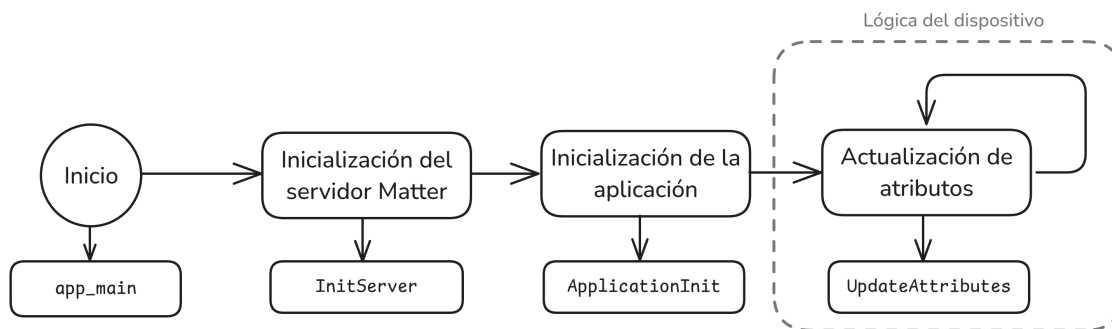 Lógica del dispositivo
Inicio
Inicialización del
servidor Matter
Inicialización de la
aplicación
Actualización de
atributos
app_main
InitServer
ApplicationInit
UpdateAttributes